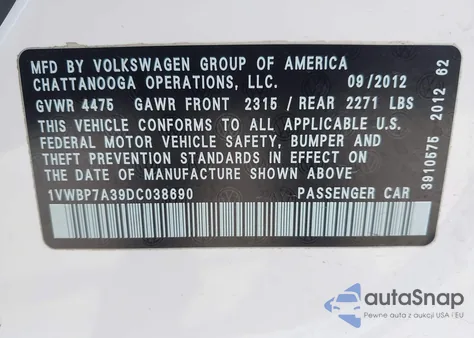 MFD BY VOLKSWAGEN GROUP OF AMERICA
CHATTANOOGA OPERATIONS, LLC. 09/2012
GVWR 4475 GAWR FRONT 2315 / REAR 2271 LBS
THIS VEHICLE CONFORMS TO ALL APPLICABLE U.S.
FEDERAL MOTOR VEHICLE SAFETY, BUMPER AND
THEFT PREVENTION STANDARDS IN EFFECT ON
THE DATE OF MANUFACTURE SHOWN ABOVE
1VWBP7A39DC038690 PASSENGER CAR
3910575 2012 62
autoSnap
Pewne auta z aukcji USA / EU